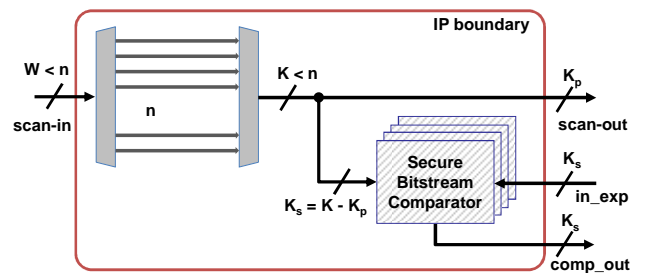 IP boundary
W < n
K < n
Kp
scan-in
n
scan-out
Secure
Bitstream
Comparator
Ks
in_exp
Ks = K - Kp
Ks
comp_out